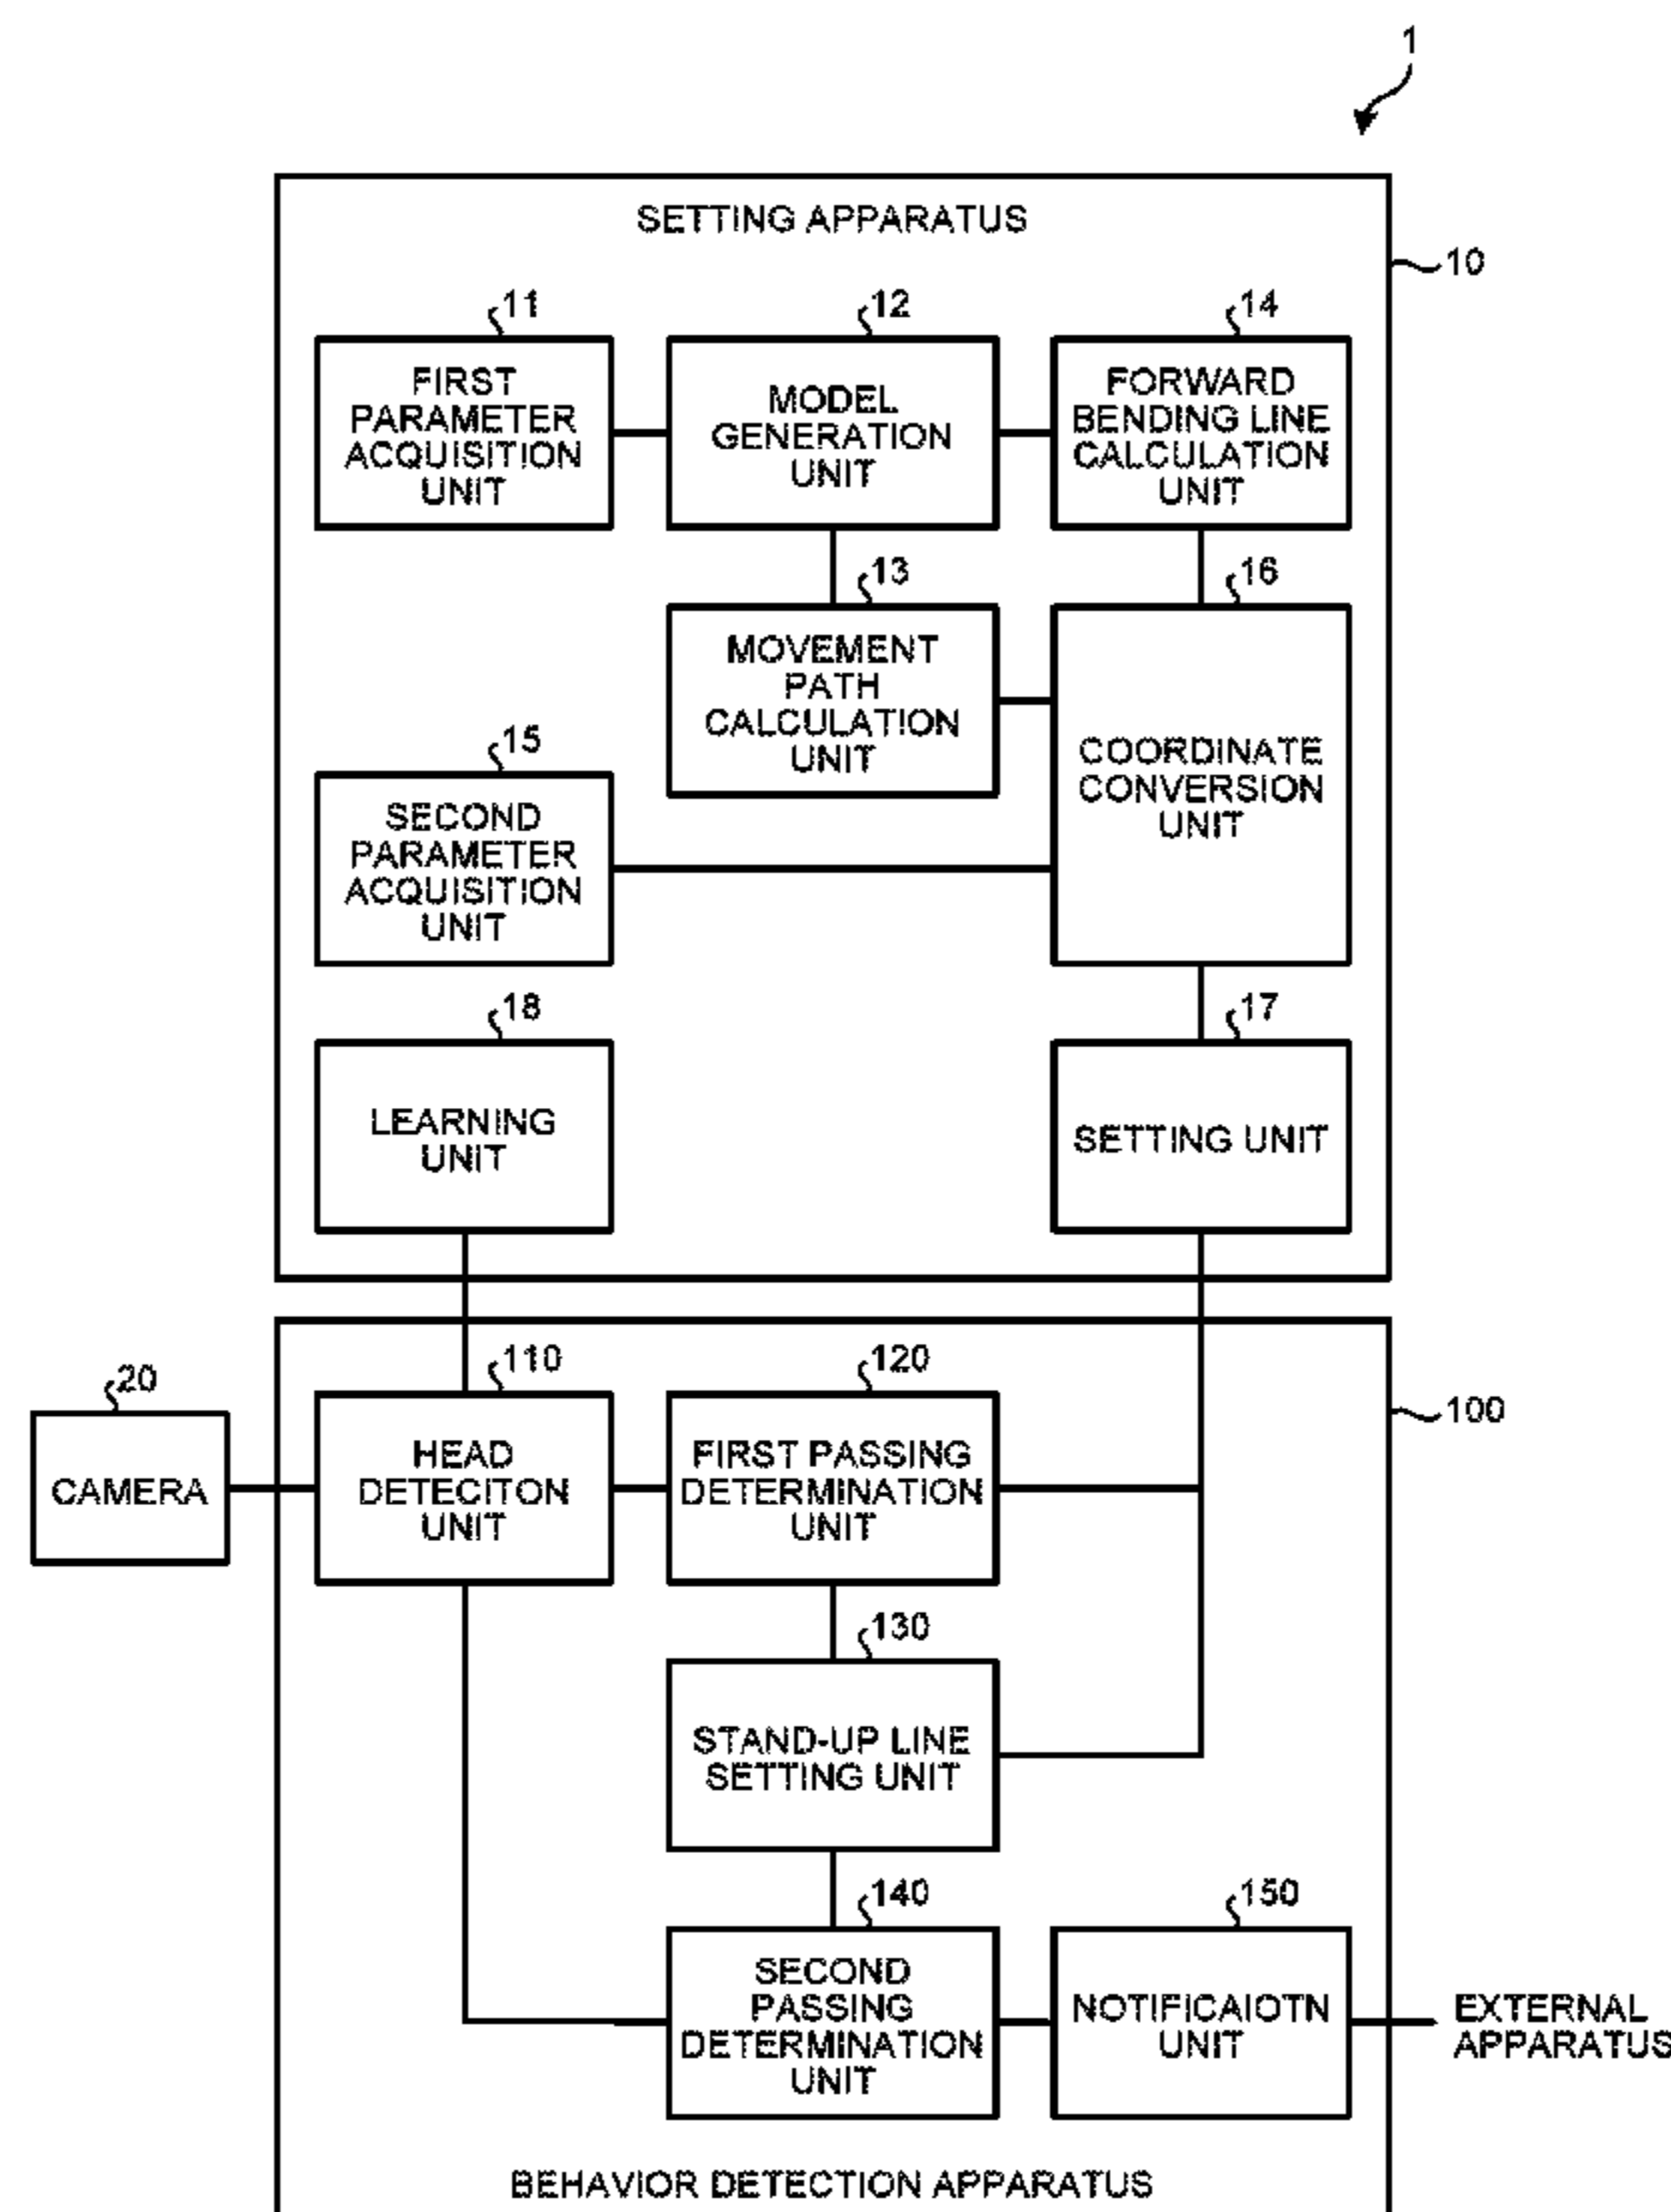 1
SETTING APPARATUS
10
11
12
14
FIRST
PARAMETER
ACQUISITION
UNIT
MODEL
GENERATION
UNIT
FORWARD
BENDING LINE
CALCULATION
UNIT
13
16
MOVEMENT
PATH
CALCULATION
UNIT
COORDINATE
CONVERSION
UNIT
15
SECOND
PARAMETER
ACQUISITION
UNIT
18
17
LEARNING
UNIT
SETTING UNIT
20
110
120
100
CAMERA
HEAD
DETECITON
UNIT
FIRST PASSING
DETERMINATION
UNIT
130
STAND-UP LINE
SETTING UNIT
140
150
SECOND
PASSING
DETERMINATION
UNIT
NOTIFICAIOTN
UNIT
EXTERNAL
APPARATUS
BEHAVIOR DETECTION APPARATUS